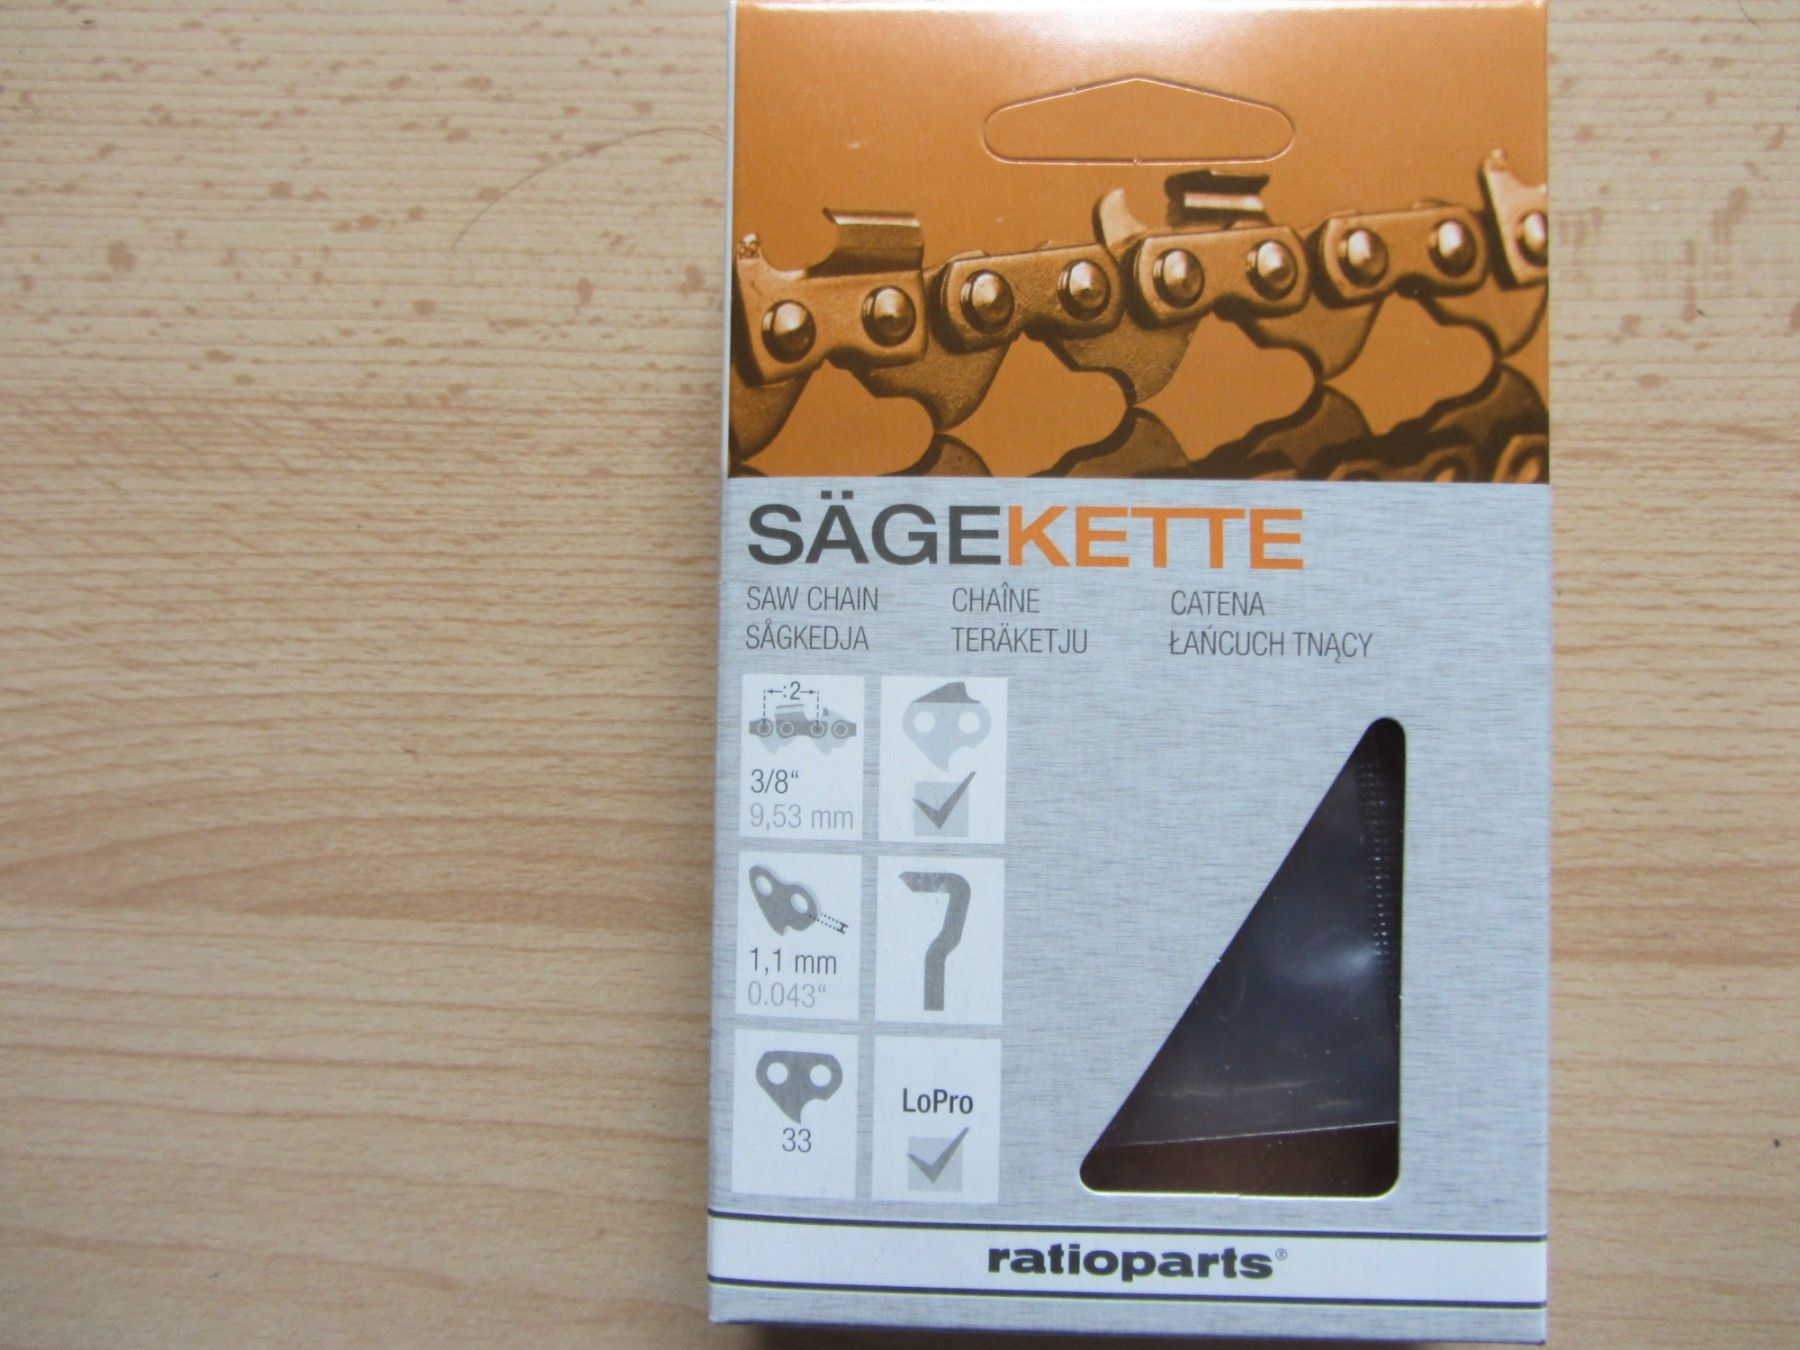 SÄGEKETTE
SAW CHAIN CHAÎNE CATENA
SÅGKEDJA TERÄKETJU ŁAŃCUCH TNĄCY
:2
3/8“
9,53 mm
1,1 mm
0.043“
33
LoPro
ratioparts®